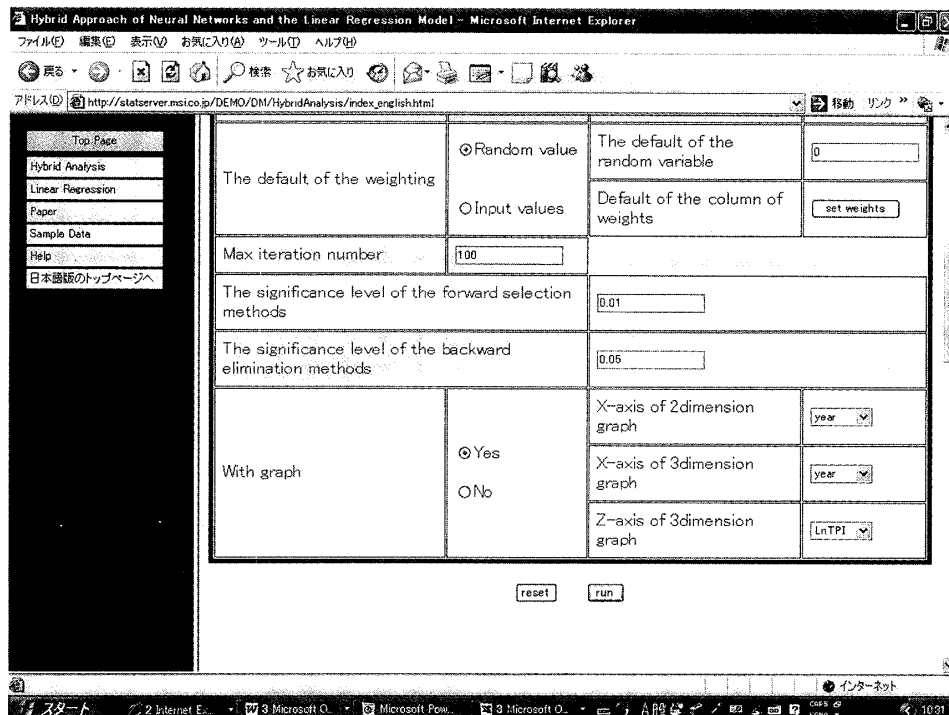 Hybrid Approach of Neural Networks and the Linear Regression Model - Microsoft Internet Explorer
ファイル(F) 編集(E) 表示(V) お気に入り(A) ツール(T) ヘルプ(H)
戻る 検索 お気に入り
アドレス(D) http://statserver.msi.co.jp/DEMO/DM/HybridAnalysis/index_english.html 移動 リンク »
Top Page
Hybrid Analysis
Linear Regression
Paper
Sample Data
Help
日本語版のトップページへ
The default of the weighting
Random value
The default of the random variable
0
Input values
Default of the column of weights
set weights
Max iteration number
100
The significance level of the forward selection methods
0.01
The significance level of the backward elimination methods
0.05
With graph
Yes
No
X-axis of 2dimension graph
year
X-axis of 3dimension graph
year
Z-axis of 3dimension graph
LnTPI
reset run
インターネット
スタート 2 Internet E... 3 Microsoft O... Microsoft Pow... 3 Microsoft O... CAPS 10:31